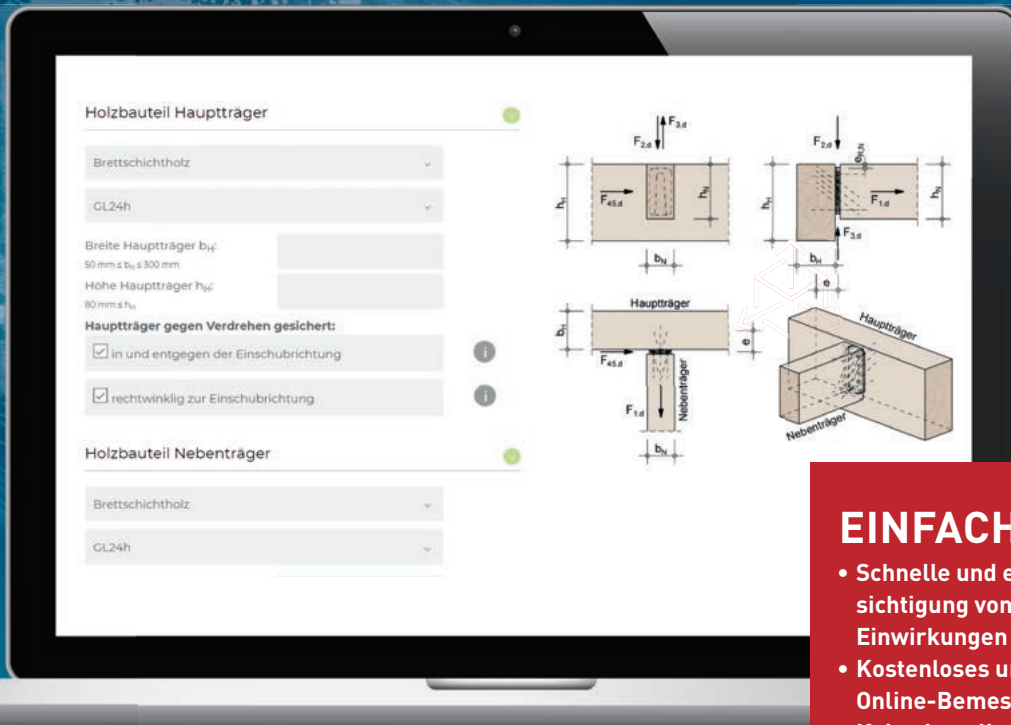 Holzbauteil Hauptträger
Brettschichtholz
GL24h
Breite Hauptträger bH:
50 mm ≤ bH ≤ 300 mm
Höhe Hauptträger hH:
80 mm ≤ hH
Hauptträger gegen Verdrehen gesichert:
in und entgegen der Einschubrichtung
i
rechtwinklig zur Einschubrichtung
i
Holzbauteil Nebenträger
Brettschichtholz
GL24h
F2,d
F3,d
hH
F45,d
hN
bN
F2,d
eR,N
hH
F1,d
hN
F3,d
bH
e
Hauptträger
bH
e
F45,d
F1,d
Nebenträger
bN
Hauptträger
Nebenträger
EINFACH
• Schnelle und e
sichtigung von
Einwirkungen
• Kostenloses u
Online-Bemes